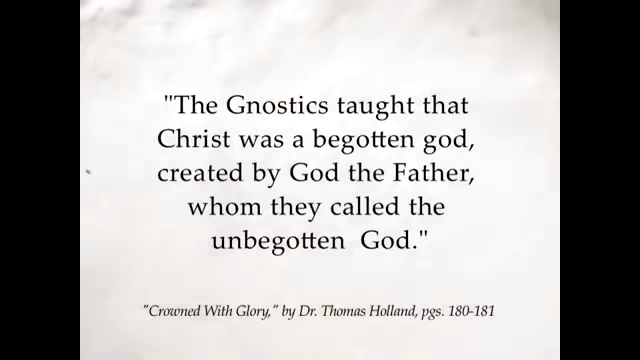 "The Gnostics taught that
Christ was a begotten god,
created by God the Father,
whom they called the
unbegotten God."
"Crowned With Glory," by Dr. Thomas Holland, pgs. 180-181